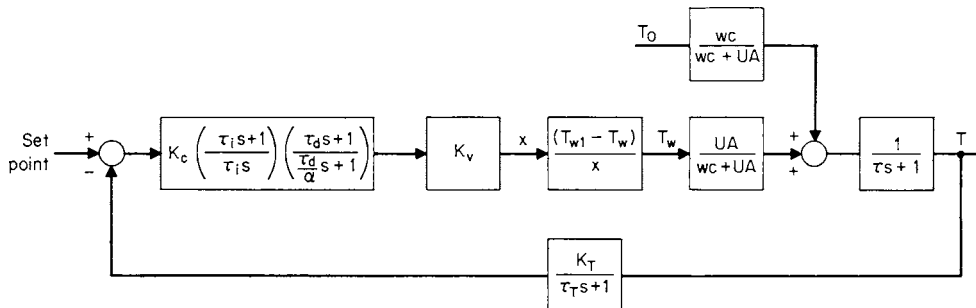 T₀
wc
wc + UA
Set
point
+
−
K_c (τ_i s+1 / τ_i s) (τ_d s+1 / (τ_d/α) s+1)
K_v
x
(T_w1 − T_w)
x
T_w
UA
wc + UA
+
+
1
τs + 1
T
K_T
τ_T s+1